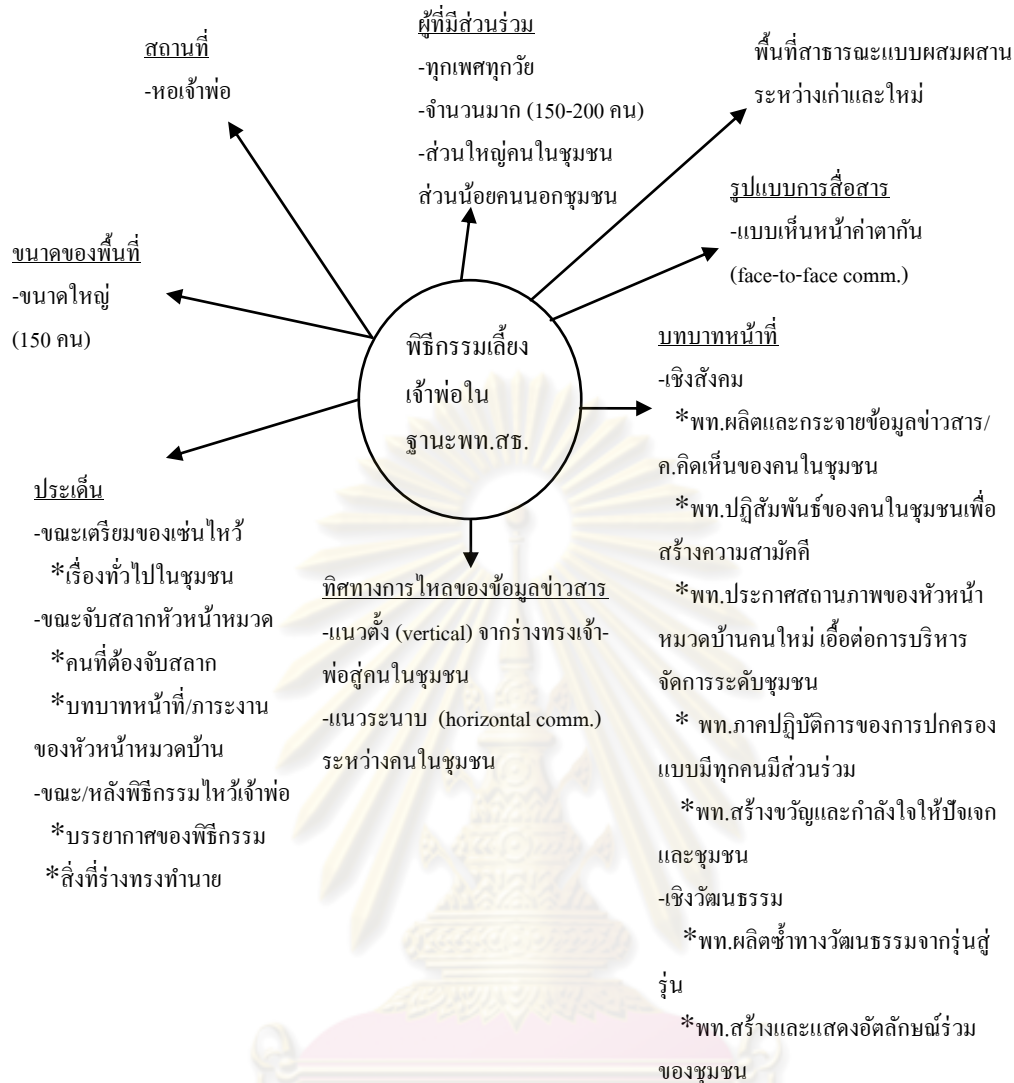 สถานที่
-หอเจ้าพ่อ
ผู้ที่มีส่วนร่วม
-ทุกเพศทุกวัย
-จำนวนมาก (150-200 คน)
-ส่วนใหญ่คนในชุมชน
ส่วนน้อยคนนอกชุมชน
พื้นที่สาธารณะแบบผสมผสาน
ระหว่างเก่าและใหม่
รูปแบบการสื่อสาร
-แบบเห็นหน้าค่าตากัน
(face-to-face comm.)
ขนาดของพื้นที่
-ขนาดใหญ่
(150 คน)
พิธีกรรมเลี้ยง
เจ้าพ่อใน
ฐานะพท.สธ.
บทบาทหน้าที่
-เชิงสังคม
*พท.ผลิตและกระจายข้อมูลข่าวสาร/
ค.คิดเห็นของคนในชุมชน
*พท.ปฏิสัมพันธ์ของคนในชุมชนเพื่อ
สร้างความสามัคคี
*พท.ประกาศสถานภาพของหัวหน้า
หมวดบ้านคนใหม่ เอื้อต่อการบริหาร
จัดการระดับชุมชน
* พท.ภาคปฏิบัติการของการปกครอง
แบบมีทุกคนมีส่วนร่วม
*พท.สร้างขวัญและกำลังใจให้ปัจเจก
และชุมชน
-เชิงวัฒนธรรม
*พท.ผลิตซ้ำทางวัฒนธรรมจากรุ่นสู่
รุ่น
*พท.สร้างและแสดงอัตลักษณ์ร่วม
ของชุมชน
ประเด็น
-ขณะเตรียมของเซ่นไหว้
*เรื่องทั่วไปในชุมชน
-ขณะจับสลากหัวหน้าหมวด
*คนที่ต้องจับสลาก
*บทบาทหน้าที่/ภาระงาน
ของหัวหน้าหมวดบ้าน
-ขณะ/หลังพิธีกรรมไหว้เจ้าพ่อ
*บรรยากาศของพิธีกรรม
*สิ่งที่ร่างทรงทำนาย
ทิศทางการไหลของข้อมูลข่าวสาร
-แนวตั้ง (vertical) จากร่างทรงเจ้า-
พ่อสู่คนในชุมชน
-แนวระนาบ (horizontal comm.)
ระหว่างคนในชุมชน